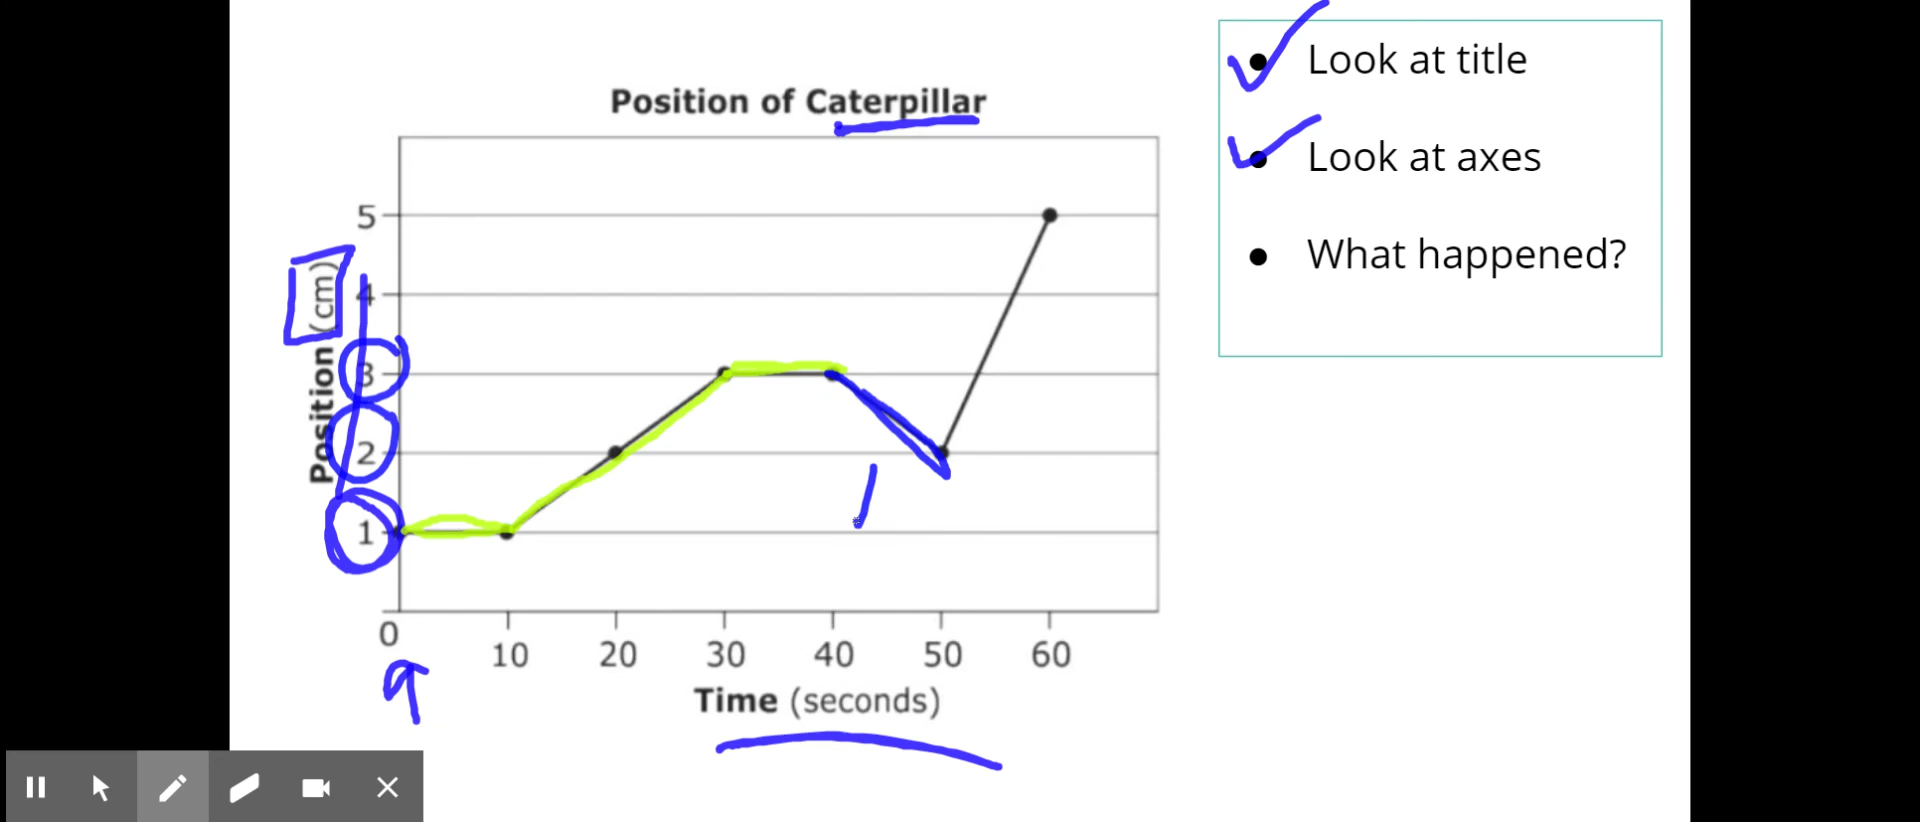 Position of Caterpillar
Position (cm)
5
4
3
2
1
0
10 20 30 40 50 60
Time (seconds)
Look at title
Look at axes
What happened?